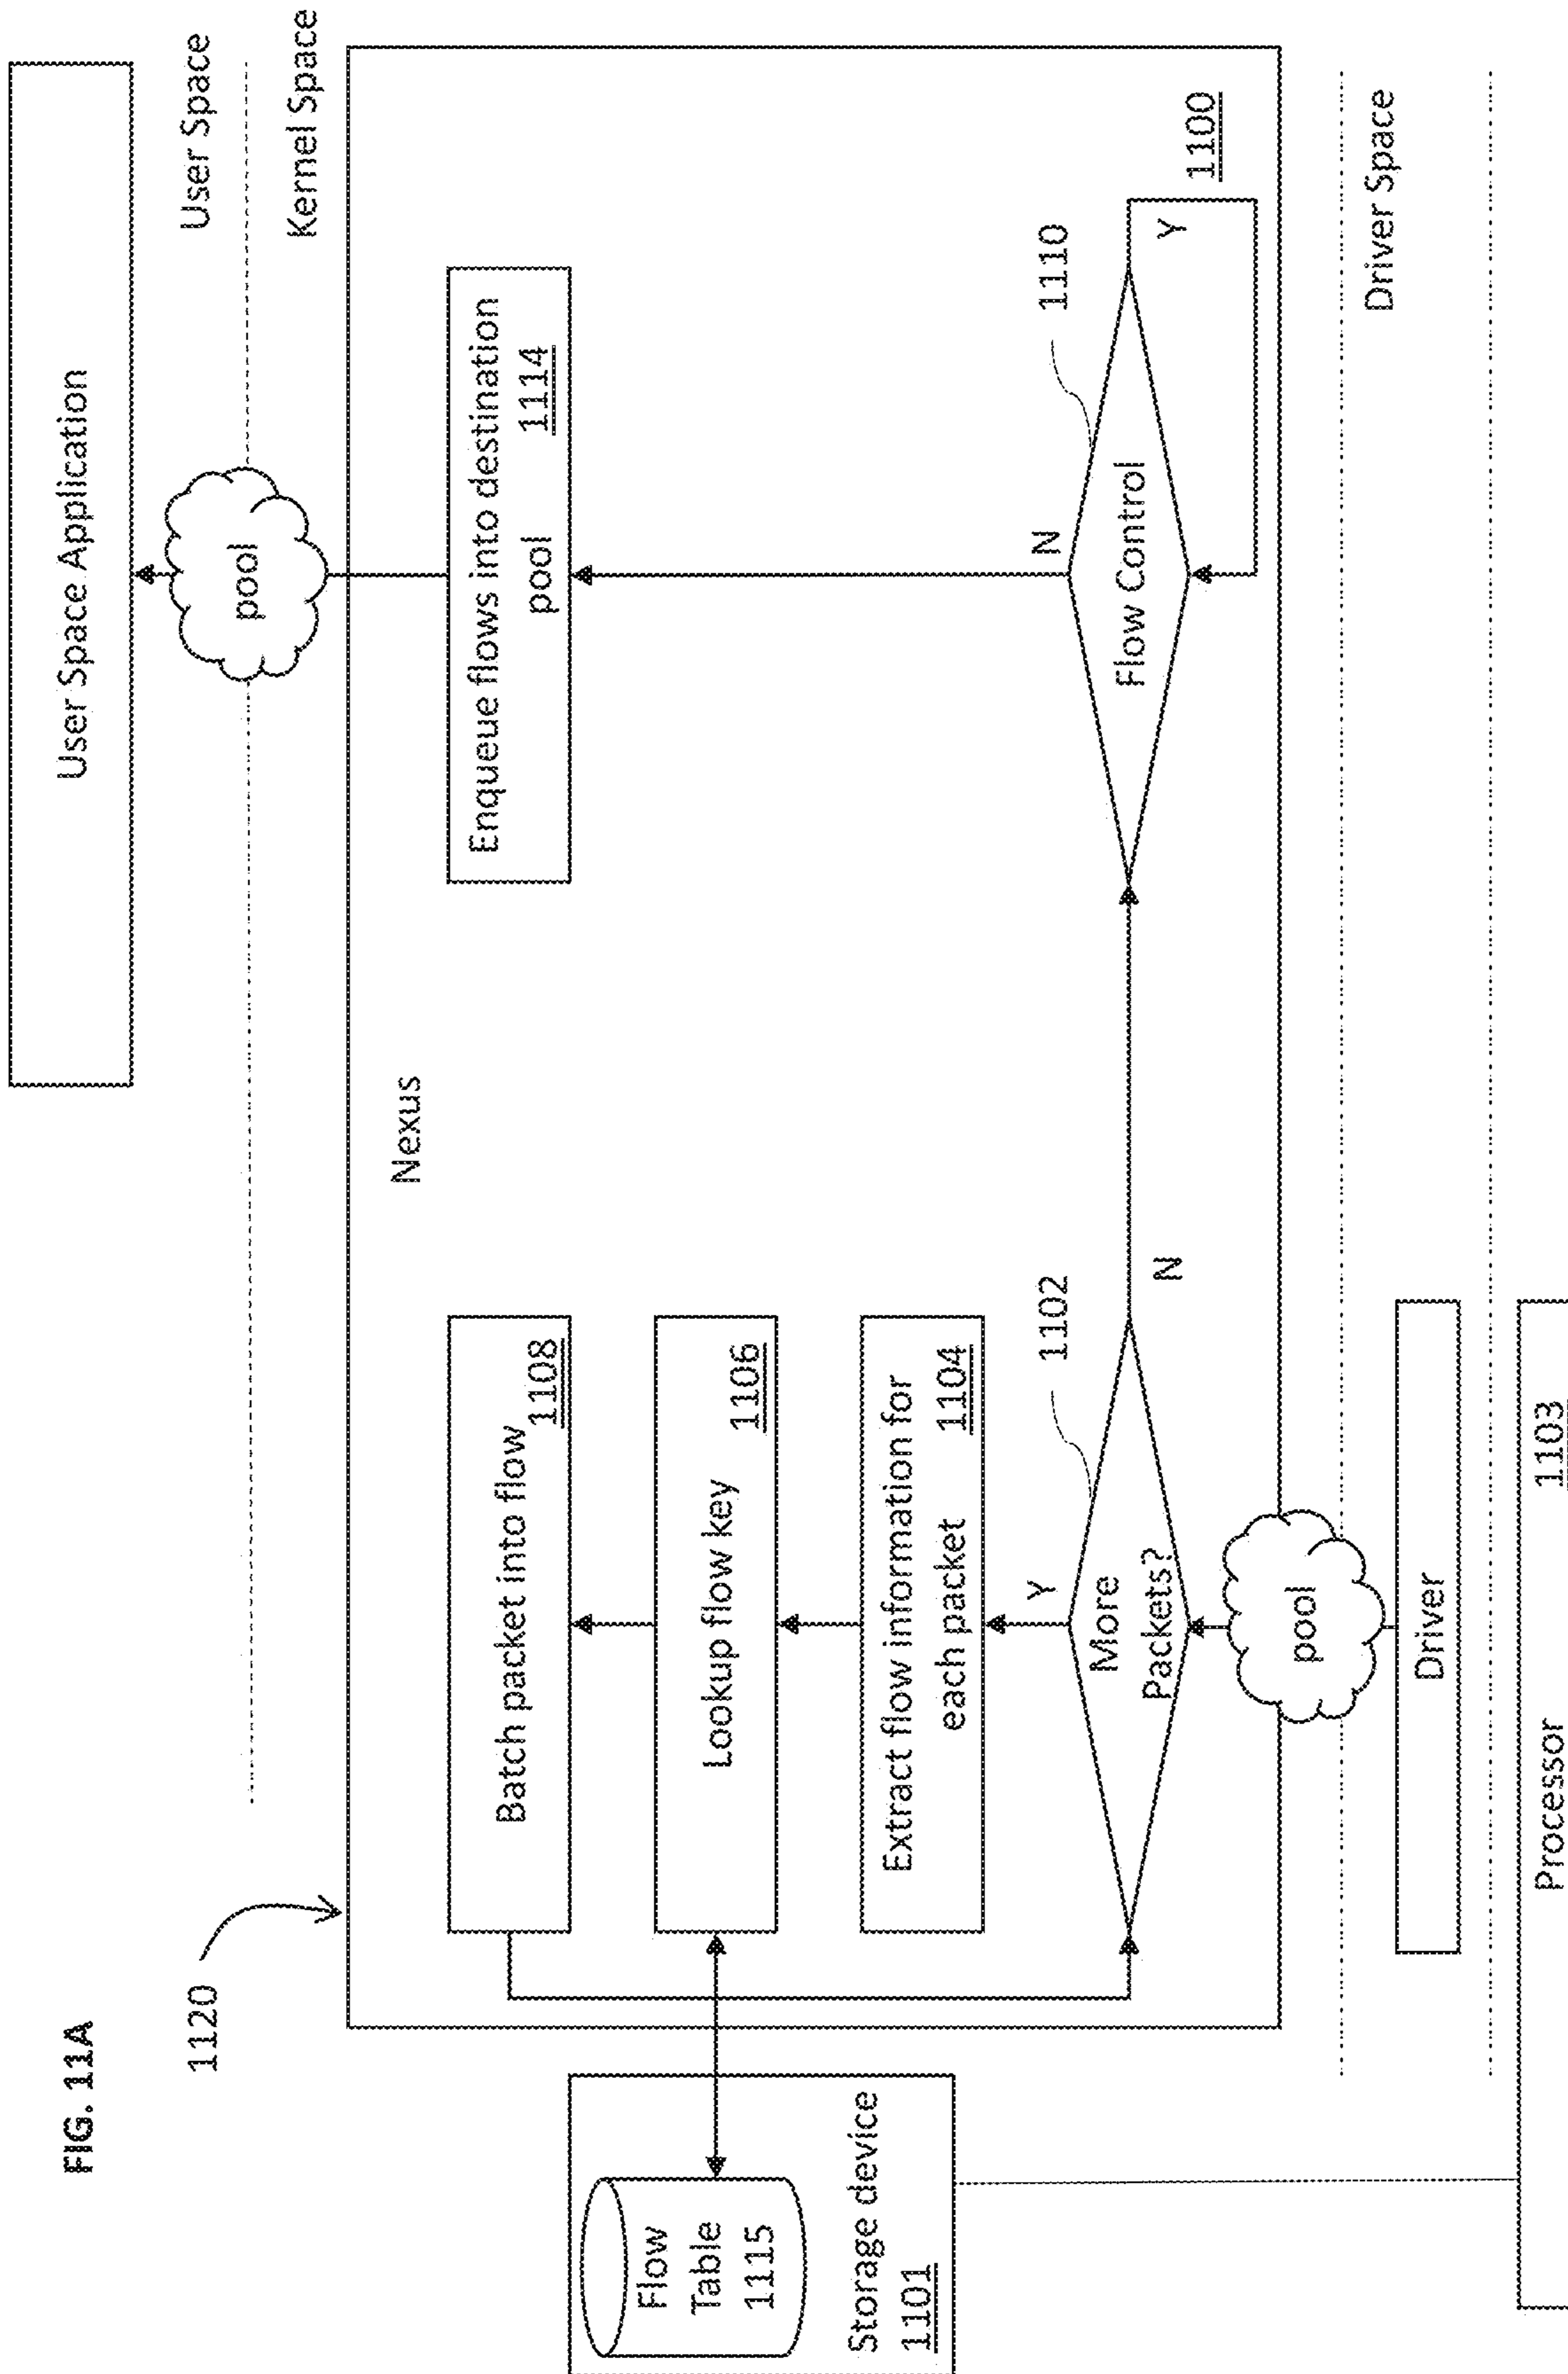 FIG. 11A
User Space Application
1120
pool
User Space
Kernel Space
Nexus
Batch packet into flow
1108
Enqueue flows into destination
pool
1114
Flow
Table
1115
Storage device
1101
Lookup flow key
1106
Extract flow information for
each packet
1104
Y
1102
N
1110
More
Packets?
Flow Control
N
Y
1100
pool
Driver Space
Driver
Processor
1103